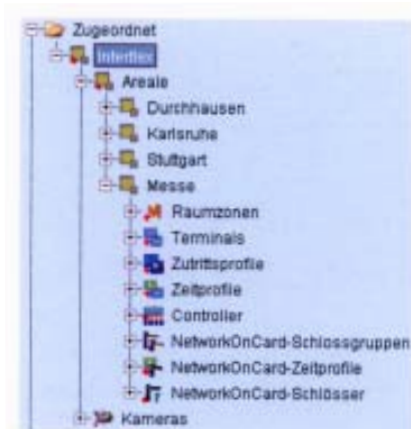 Zugeordnet
Interflex
Areale
Durchhausen
Karlsruhe
Stuttgart
Messe
Raumzonen
Terminals
Zutrittsprofile
Zeitprofile
Controller
NetworkOnCard-Schlossgruppen
NetworkOnCard-Zeitprofile
NetworkOnCard-Schlösser
Kameras